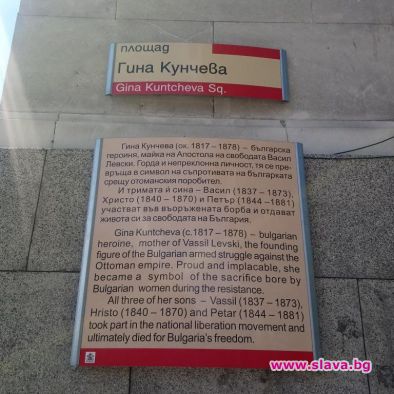 площад
Гина Кунчева
Gina Kuntcheva Sq.
Гина Кунчева (ок. 1817 – 1878) – българска
героиня, майка на Апостола на свободата Васил
Левски. Горда и непреклонна личност, тя се пре-
връща в символ на съпротивата на българката
срещу отоманския поробител.
И тримата ѝ сина – Васил (1837 – 1873),
Христо (1840 – 1870) и Петър (1844 –1881)
участват във въоръжената борба и отдават
живота си за свободата на България.
Gina Kuntcheva (c.1817 – 1878) – bulgarian
heroine, mother of Vassil Levski, the founding
figure of the Bulgarian armed struggle against the
Ottoman empire. Proud and implacable, she
became a symbol of the sacrifice bore by
Bulgarian women during the resistance.
All three of her sons – Vassil (1837 – 1873),
Hristo (1840 – 1870) and Petar (1844 – 1881)
took part in the national liberation movement and
ultimately died for Bulgaria's freedom.
www.slava.bg